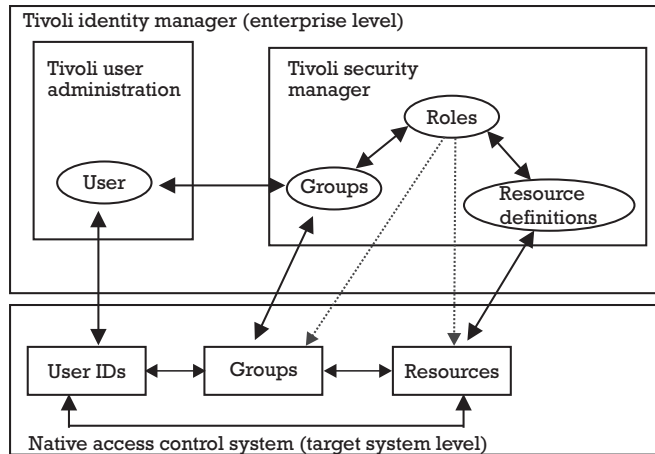 Tivoli identity manager (enterprise level)
Tivoli user
administration
Tivoli security
manager
Roles
User
Groups
Resource
definitions
User IDs
Groups
Resources
Native access control system (target system level)